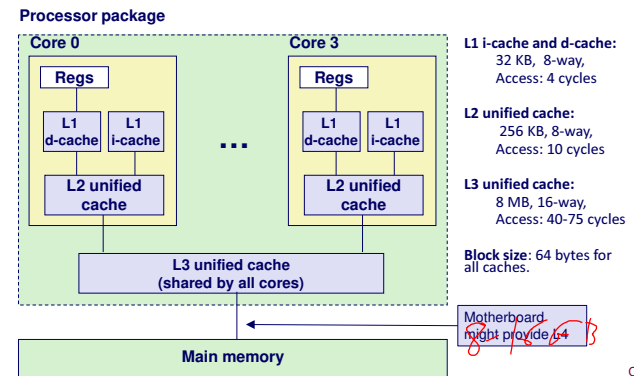 Processor package
Core 0
Core 3
Regs
Regs
L1
d-cache
L1
i-cache
...
L1
d-cache
L1
i-cache
L2 unified
cache
L2 unified
cache
L3 unified cache
(shared by all cores)
Main memory
L1 i-cache and d-cache:
32 KB, 8-way,
Access: 4 cycles
L2 unified cache:
256 KB, 8-way,
Access: 10 cycles
L3 unified cache:
8 MB, 16-way,
Access: 40-75 cycles
Block size: 64 bytes for
all caches.
Motherboard
might provide L4
8-16 GB